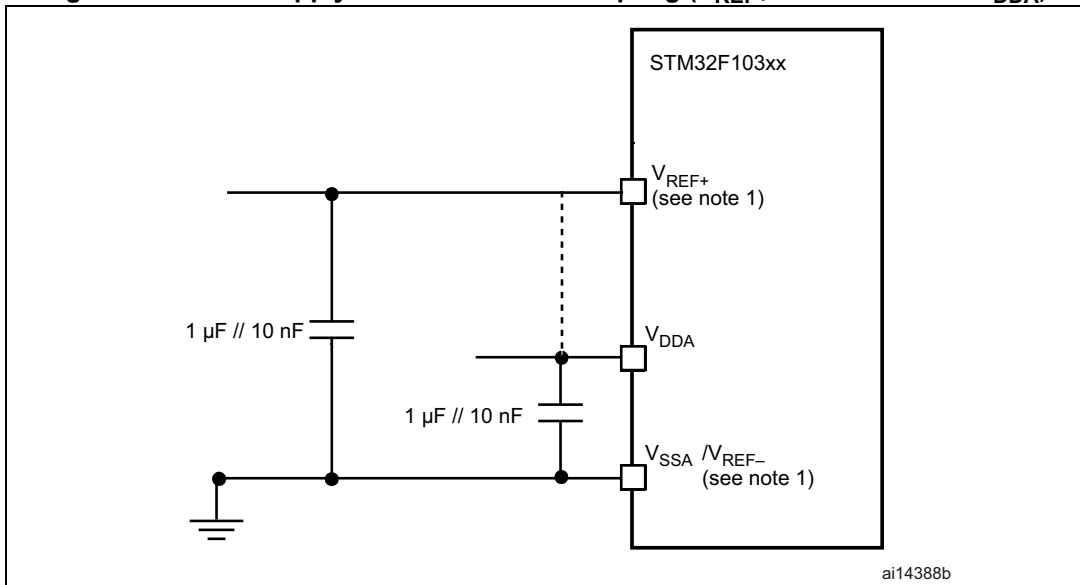 STM32F103xx
VREF+
(see note 1)
1 µF // 10 nF
VDDA
1 µF // 10 nF
VSSA /VREF–
(see note 1)
ai14388b